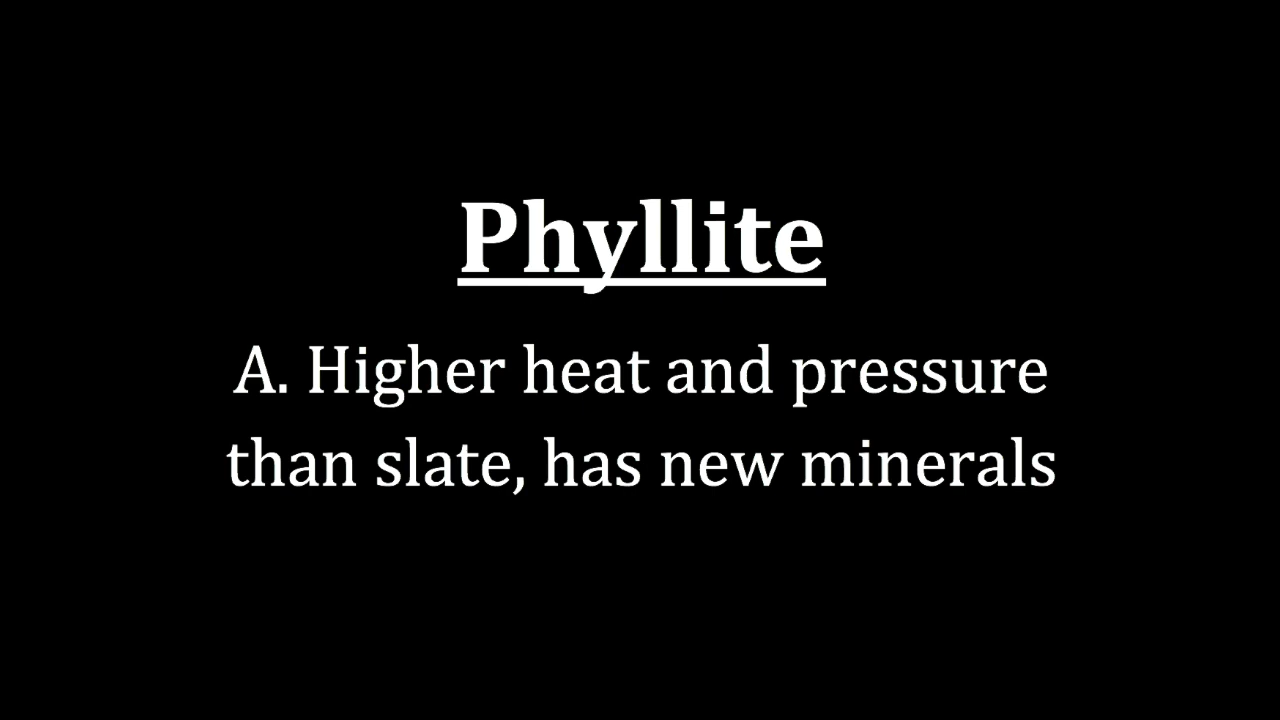 Phyllite
A. Higher heat and pressure
than slate, has new minerals